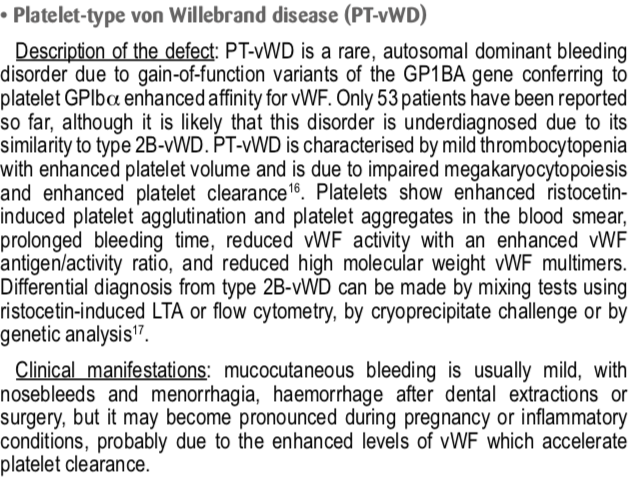 • Platelet-type von Willebrand disease (PT-vWD)
Description of the defect: PT-vWD is a rare, autosomal dominant bleeding
disorder due to gain-of-function variants of the GP1BA gene conferring to
platelet GPIbα enhanced affinity for vWF. Only 53 patients have been reported
so far, although it is likely that this disorder is underdiagnosed due to its
similarity to type 2B-vWD. PT-vWD is characterised by mild thrombocytopenia
with enhanced platelet volume and is due to impaired megakaryocytopoiesis
and enhanced platelet clearance16. Platelets show enhanced ristocetin-
induced platelet agglutination and platelet aggregates in the blood smear,
prolonged bleeding time, reduced vWF activity with an enhanced vWF
antigen/activity ratio, and reduced high molecular weight vWF multimers.
Differential diagnosis from type 2B-vWD can be made by mixing tests using
ristocetin-induced LTA or flow cytometry, by cryoprecipitate challenge or by
genetic analysis17.
Clinical manifestations: mucocutaneous bleeding is usually mild, with
nosebleeds and menorrhagia, haemorrhage after dental extractions or
surgery, but it may become pronounced during pregnancy or inflammatory
conditions, probably due to the enhanced levels of vWF which accelerate
platelet clearance.